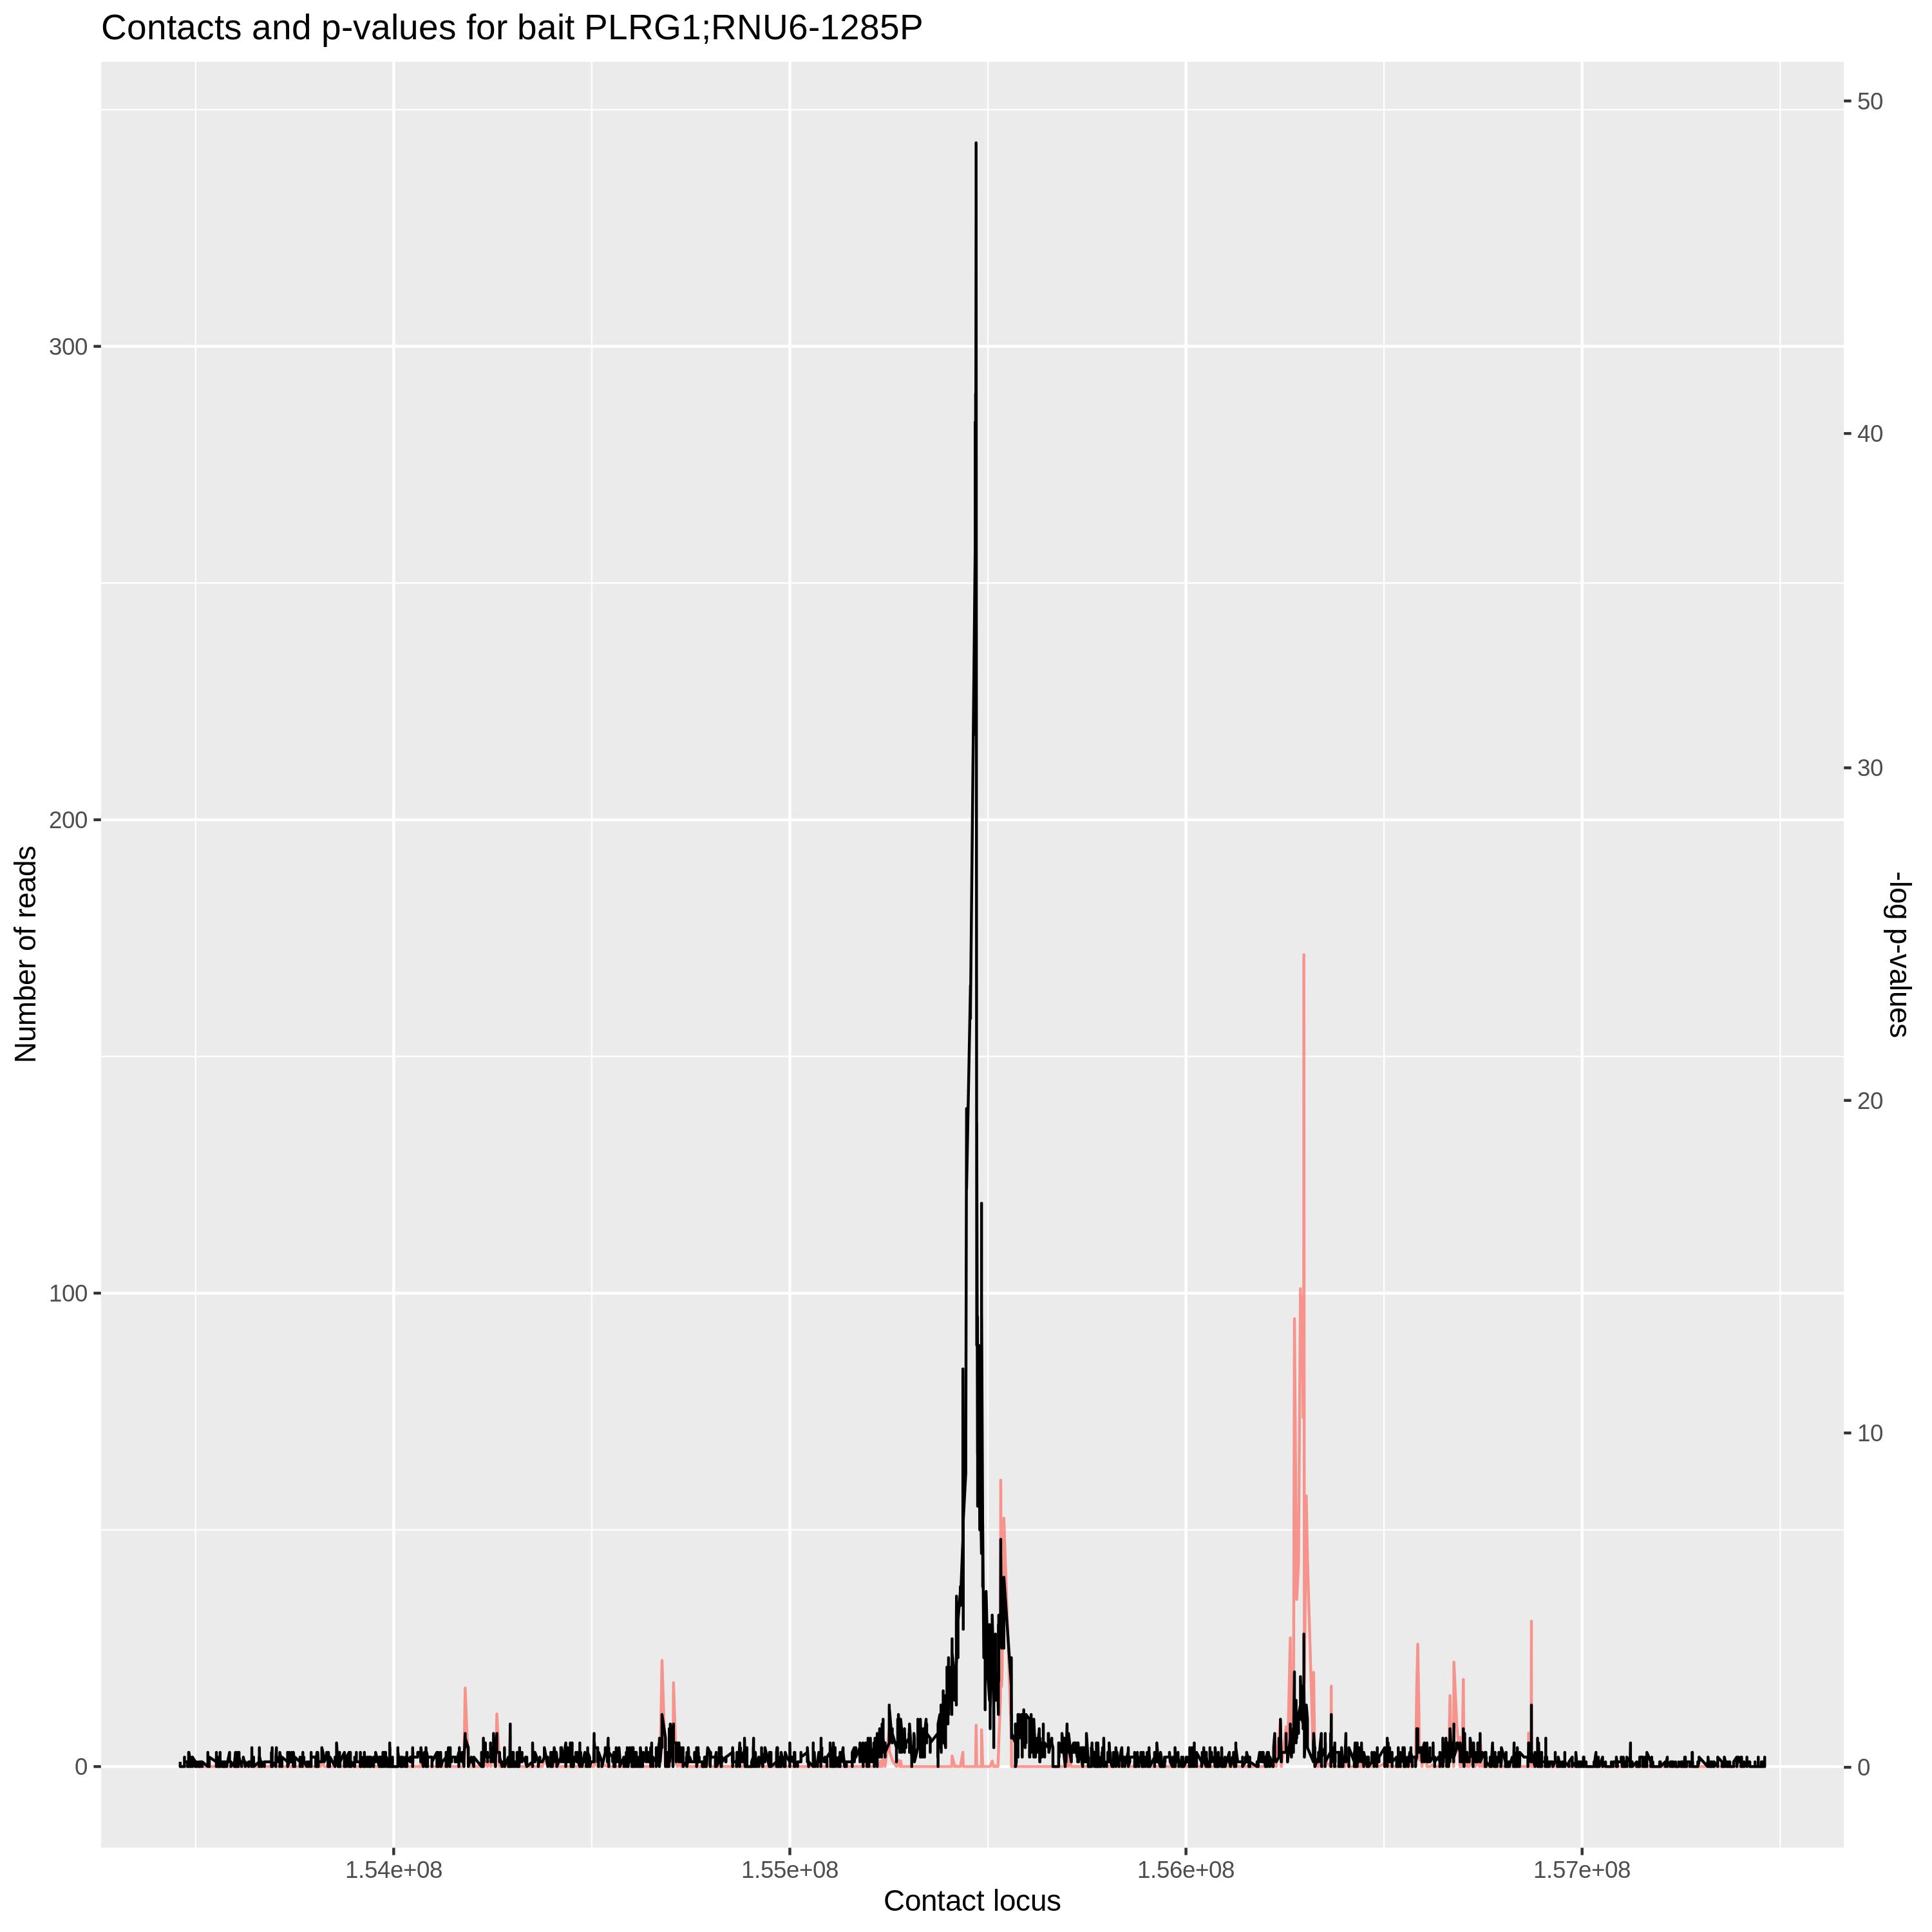 Contacts and p-values for bait PLRG1;RNU6-1285P
50
40
30
20
10
0
300
200
100
0
Number of reads
-log p-values
1.54e+08
1.55e+08
1.56e+08
1.57e+08
Contact locus